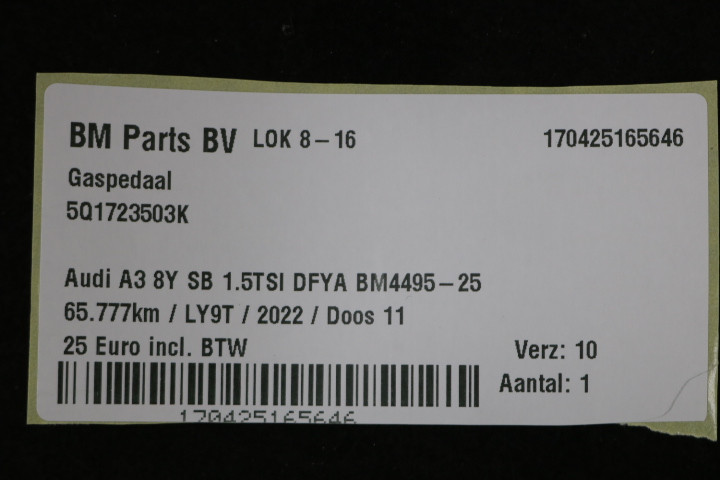 BM Parts BV LOK 8-16 170425165646
Gaspedaal
5Q1723503K
Audi A3 8Y SB 1.5TSI DFYA BM4495-25
65.777km / LY9T / 2022 / Doos 11
25 Euro incl. BTW Verz: 10
Aantal: 1
170425165646